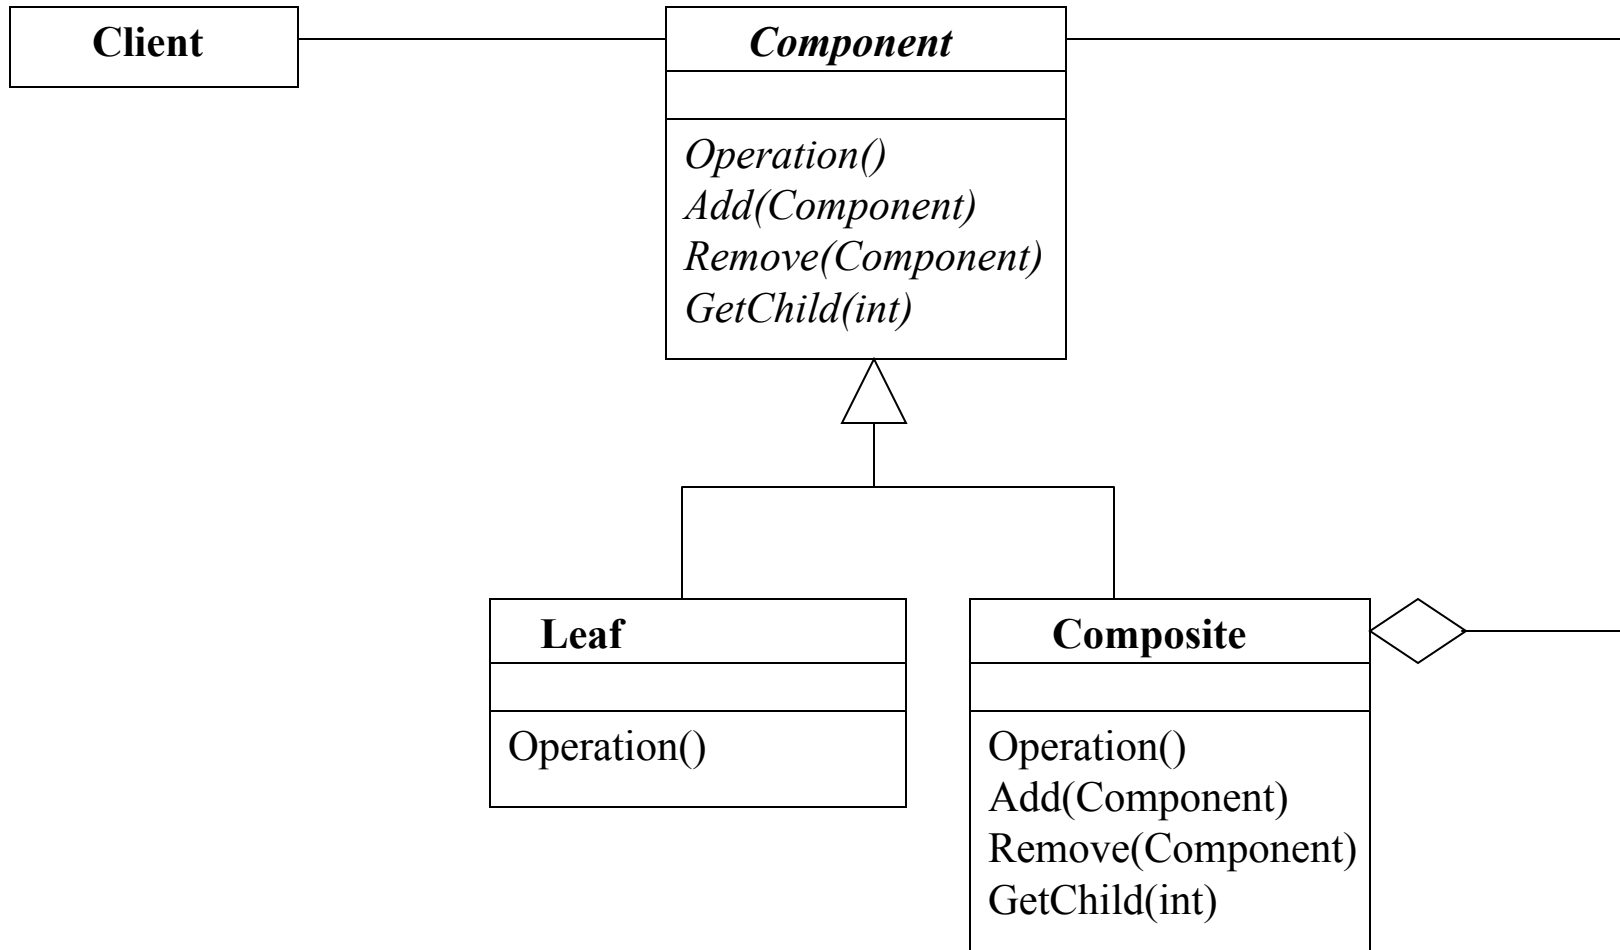 Client
Component
Operation()
Add(Component)
Remove(Component)
GetChild(int)
Leaf
Operation()
Composite
Operation()
Add(Component)
Remove(Component)
GetChild(int)